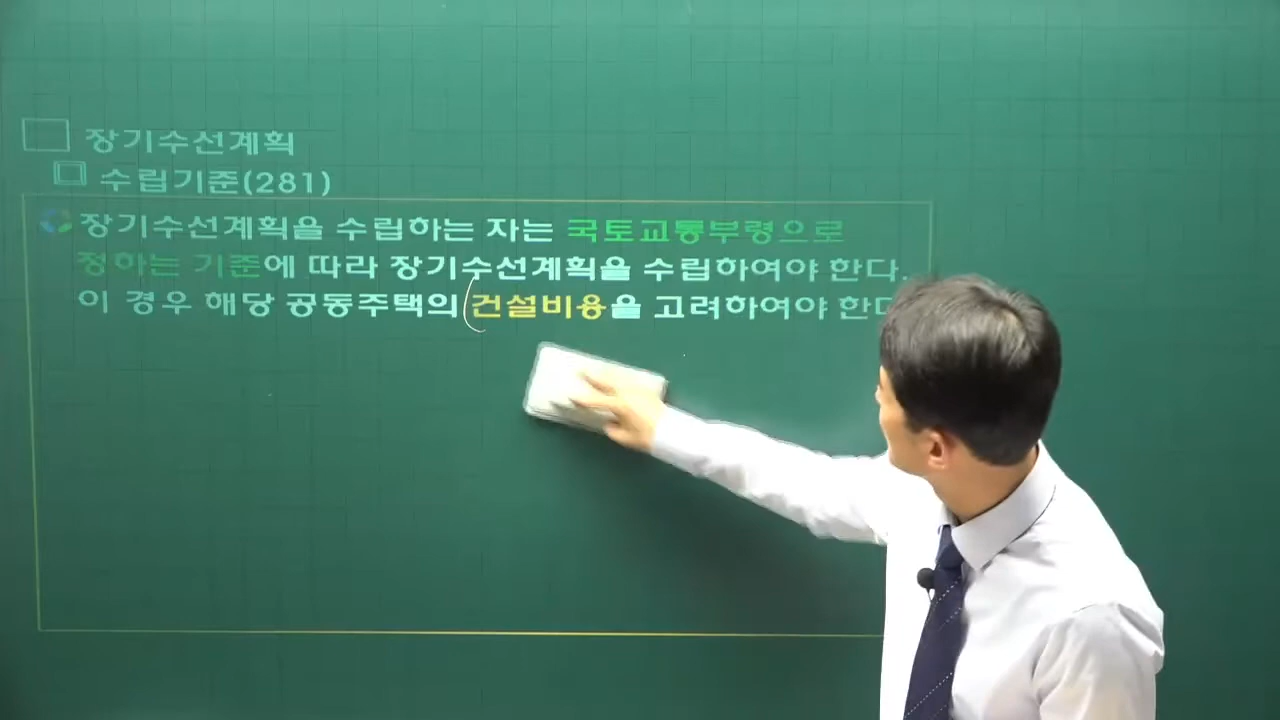 장기수선계획
수립기준(281)
장기수선계획을 수립하는 자는 국토교통부령으로
정하는 기준에 따라 장기수선계획을 수립하여야 한다.
이 경우 해당 공동주택의 건설비용을 고려하여야 한다